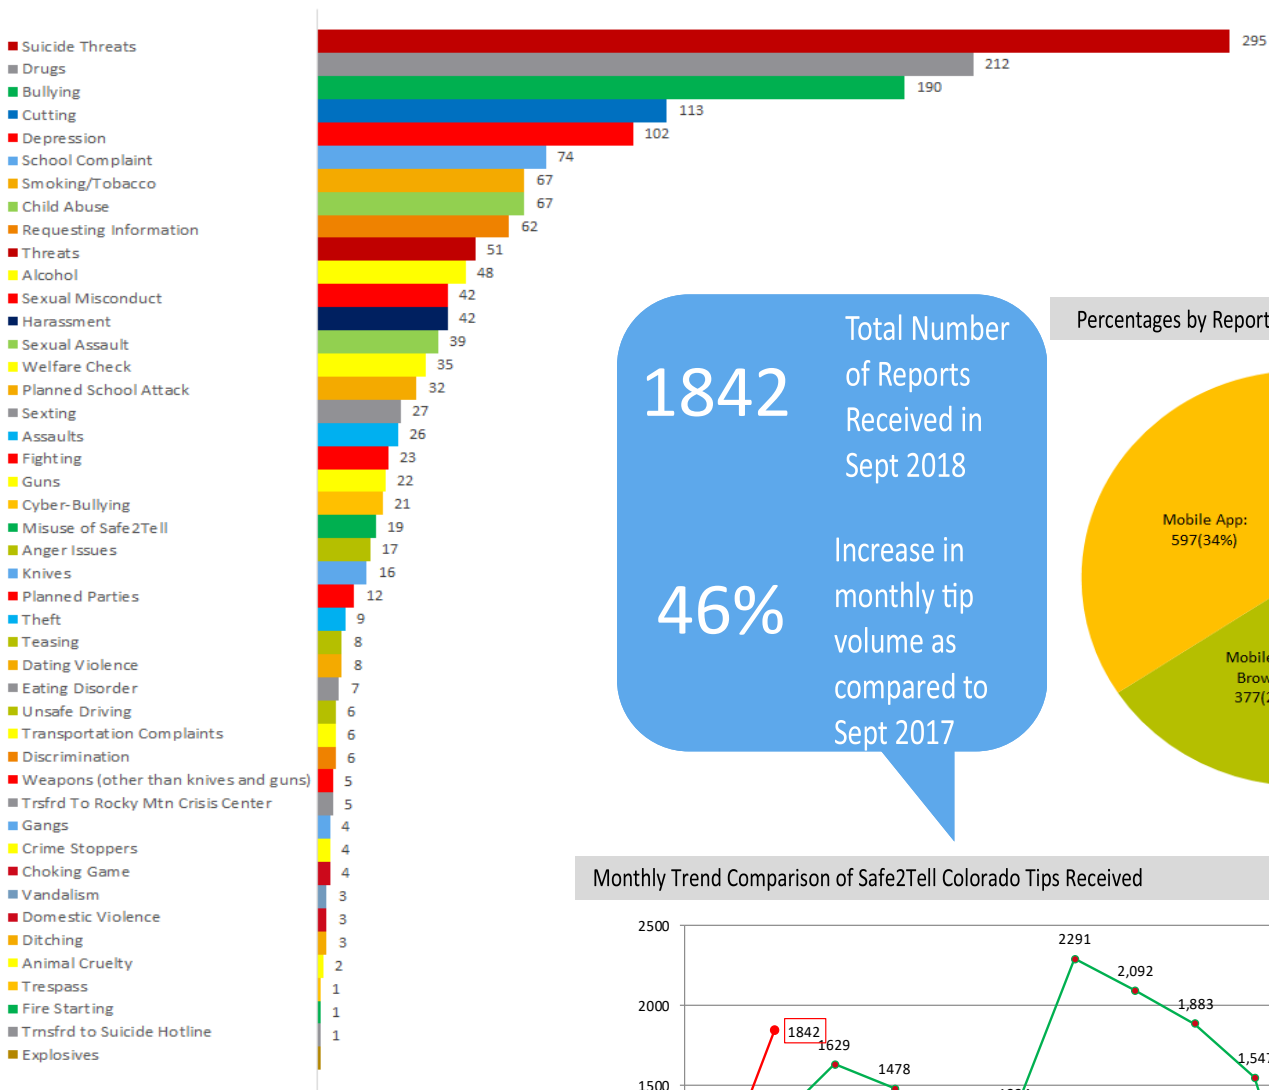 Suicide Threats 295
Drugs 212
Bullying 190
Cutting 113
Depression 102
School Complaint 74
Smoking/Tobacco 67
Child Abuse 67
Requesting Information 62
Threats 51
Alcohol 48
Sexual Misconduct 42
Harassment 42
Sexual Assault 39
Welfare Check 35
Planned School Attack 32
Sexting 27
Assaults 26
Fighting 23
Guns 22
Cyber-Bullying 21
Misuse of Safe2Tell 19
Anger Issues 17
Knives 16
Planned Parties 12
Theft 9
Teasing 8
Dating Violence 8
Eating Disorder 7
Unsafe Driving 6
Transportation Complaints 6
Discrimination 6
Weapons (other than knives and guns) 5
Trsfrd To Rocky Mtn Crisis Center 5
Gangs 4
Crime Stoppers 4
Choking Game 4
Vandalism 3
Domestic Violence 3
Ditching 3
Animal Cruelty 2
Trespass 1
Fire Starting 1
Trnsfrd to Suicide Hotline 1
Explosives
1842
Total Number
of Reports
Received in
Sept 2018
46%
Increase in
monthly tip
volume as
compared to
Sept 2017
Percentages by Report
Mobile App:
597(34%)
Mobile
Brow
377(2
Monthly Trend Comparison of Safe2Tell Colorado Tips Received
2500
2291
2,092
2000
1,883
1842
1629
1,547
1478
1500